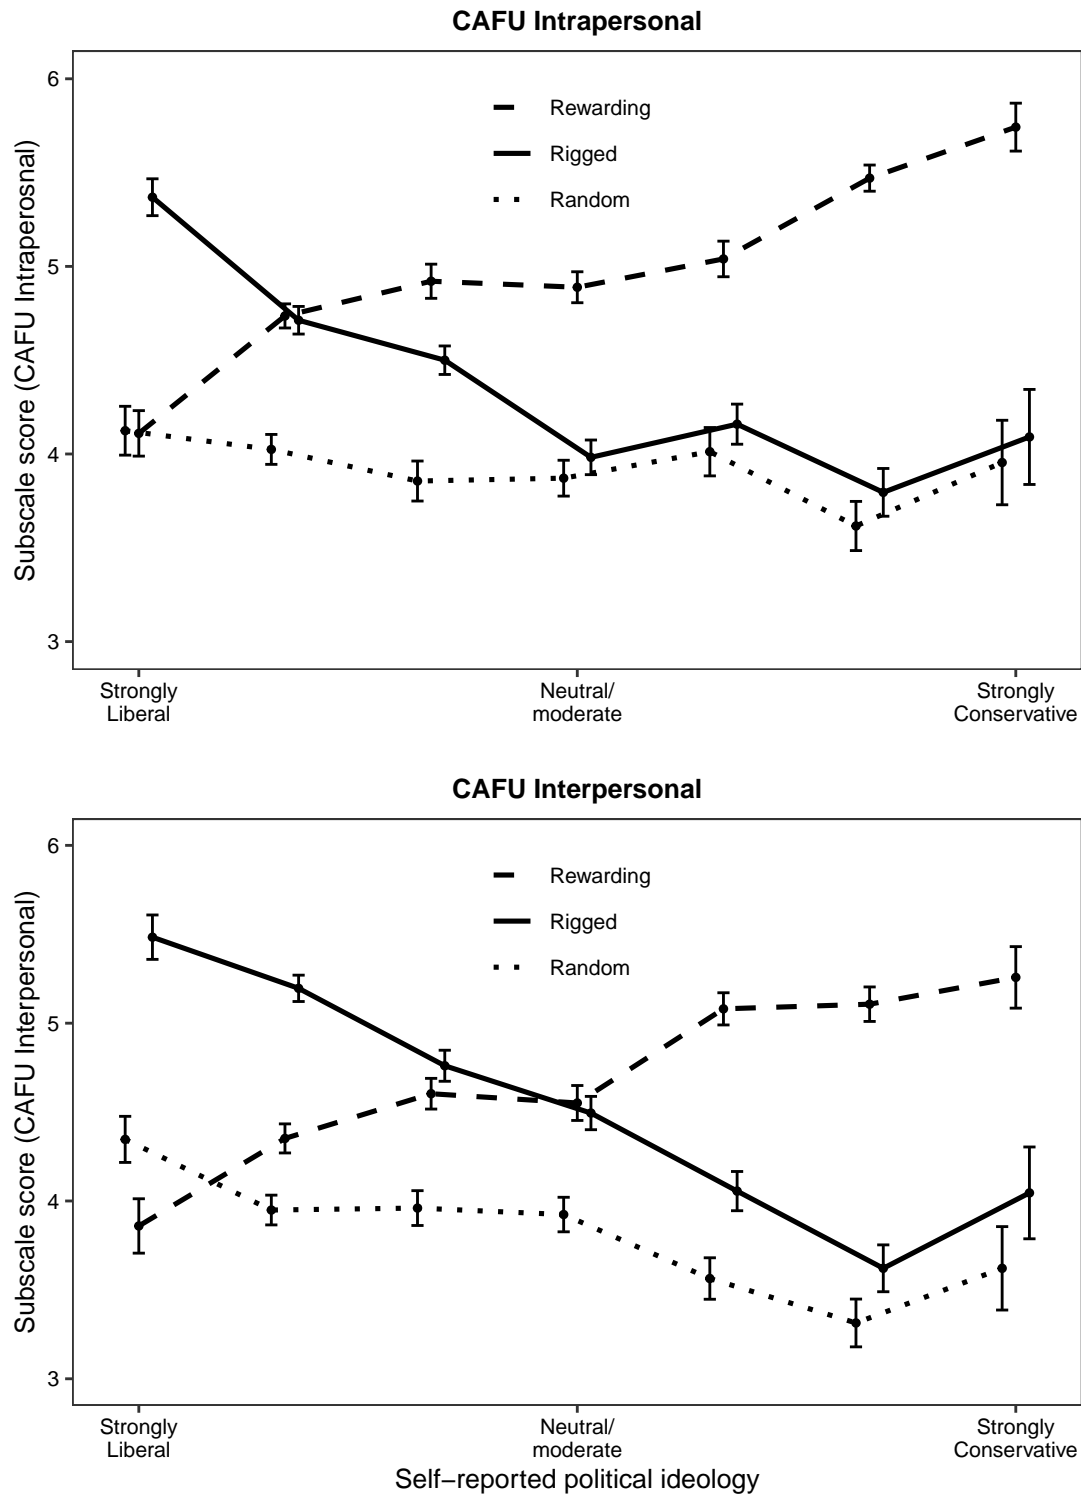 CAFU Intrapersonal
Subscale score (CAFU Intraperosnal)
6
5
4
3
Rewarding
Rigged
Random
Strongly
Liberal
Neutral/
moderate
Strongly
Conservative
CAFU Interpersonal
Subscale score (CAFU Interpersonal)
6
5
4
3
Rewarding
Rigged
Random
Strongly
Liberal
Neutral/
moderate
Strongly
Conservative
Self−reported political ideology